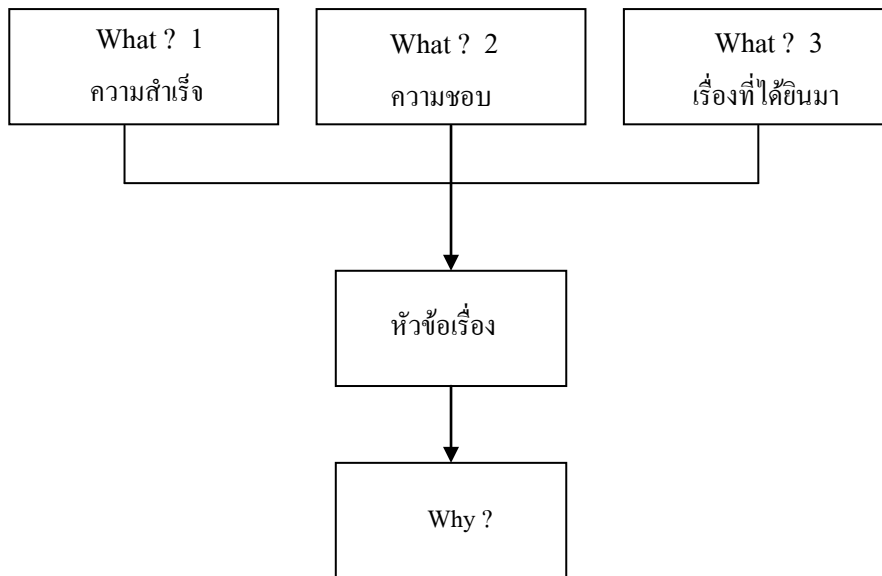 What ? 1
ความสำเร็จ
What ? 2
ความชอบ
What ? 3
เรื่องที่ได้ยินมา
หัวข้อเรื่อง
Why ?